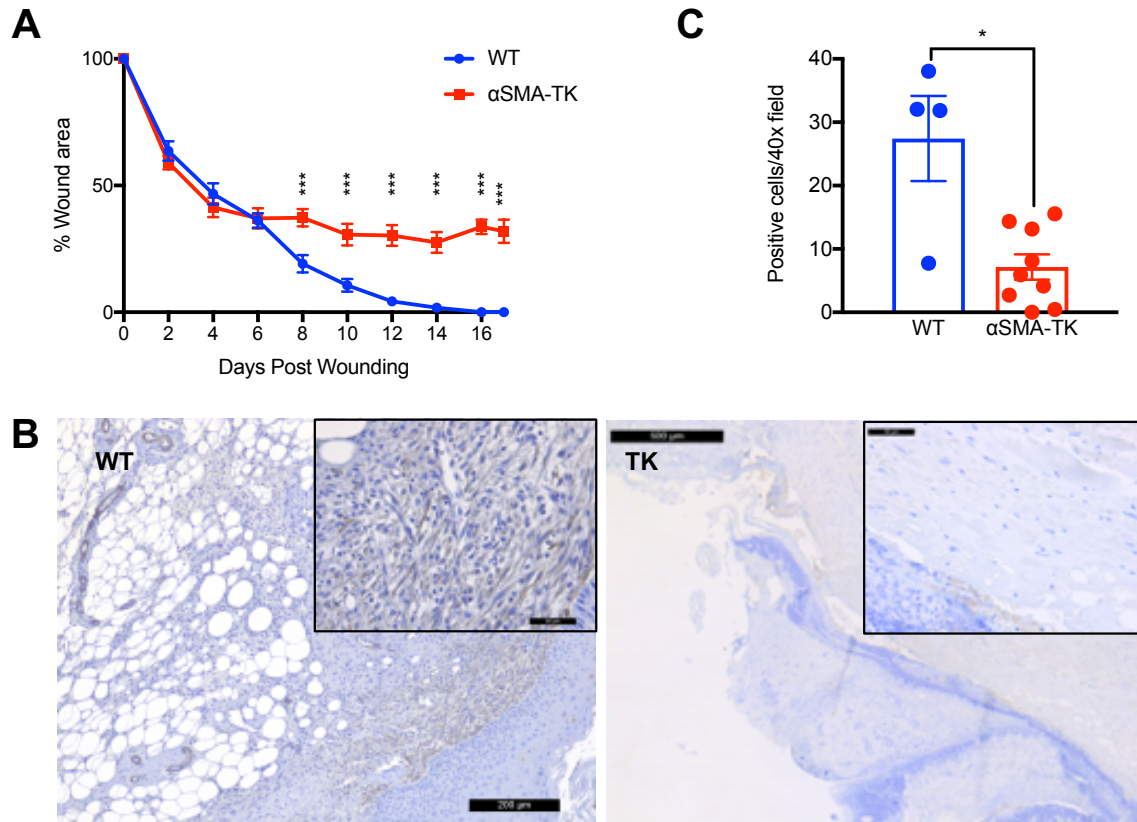 A
WT
αSMA-TK
% Wound area
100
50
0
***
***
***
***
***
***
0
2
4
6
8
10
12
14
16
Days Post Wounding
C
*
Positive cells/40x field
40
30
20
10
0
WT
αSMA-TK
B
WT
200 µm
TK
500 µm